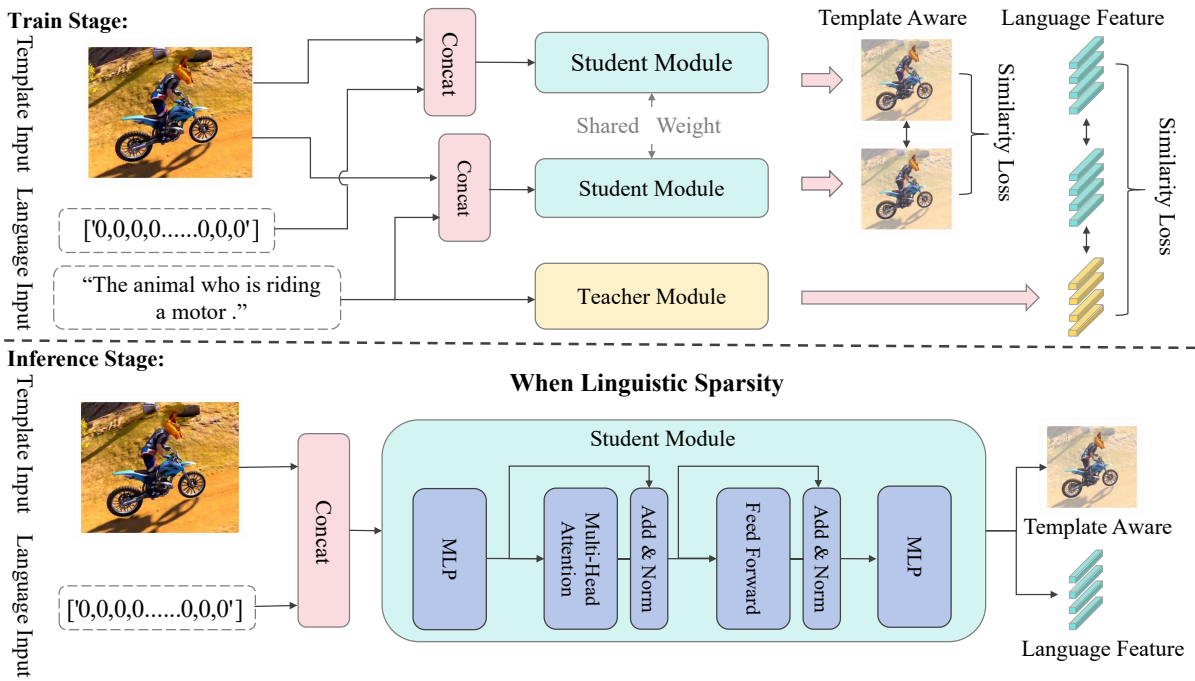 Train Stage:
Template Input
Language Input
['0,0,0,0......0,0,0']
“The animal who is riding
a motor .”
Concat
Concat
Student Module
Shared Weight
Student Module
Teacher Module
Template Aware
Similarity Loss
Language Feature
Similarity Loss
Inference Stage:
When Linguistic Sparsity
Template Input
Language Input
['0,0,0,0......0,0,0']
Concat
Student Module
MLP
Multi-Head
Attention
Add & Norm
Feed Forward
Add & Norm
MLP
Template Aware
Language Feature